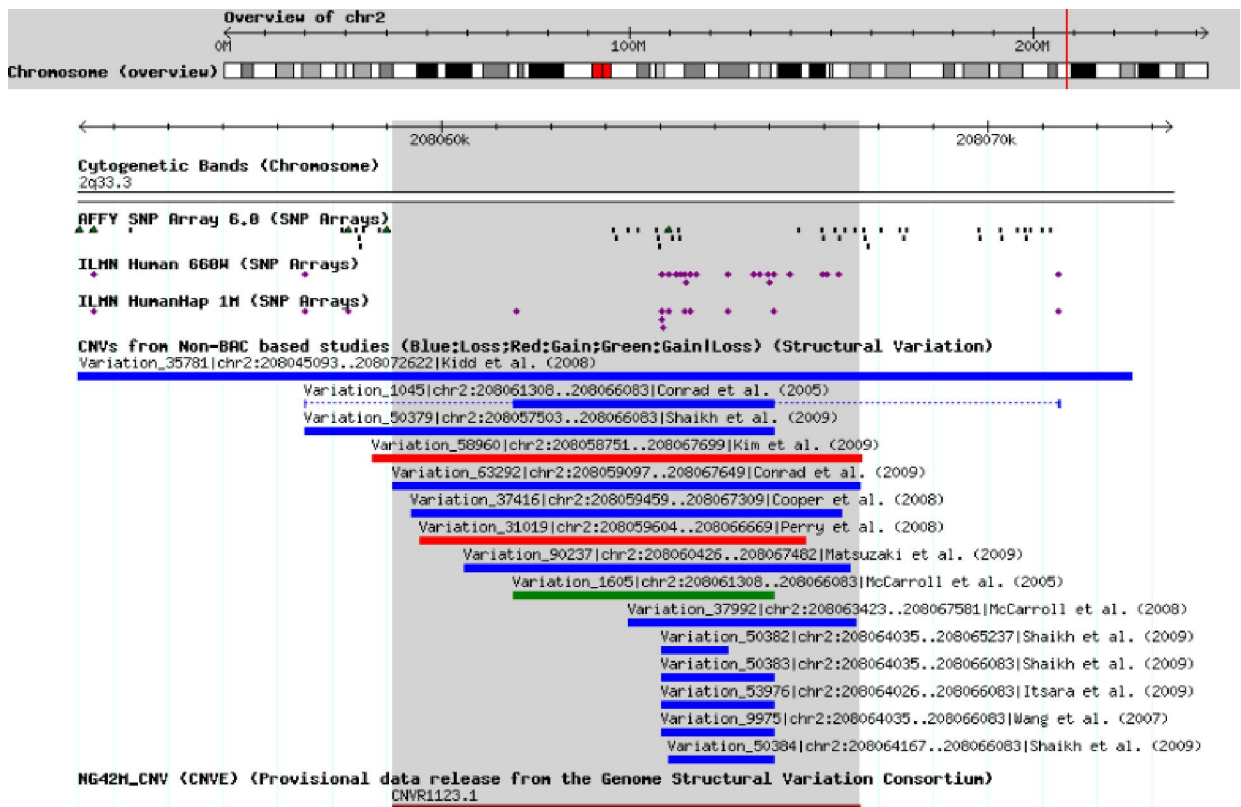 Overview of chr2
0M 100M 200M
Chromosome (overview)
208060k 208070k
Cytogenetic Bands (Chromosome)
2q33.3
AFFY SNP Array 6.0 (SNP Arrays)
ILMN Human 660W (SNP Arrays)
ILMN HumanHap 1M (SNP Arrays)
CNVs from Non-BAC based studies (Blue:Loss;Red:Gain;Green:Gain|Loss) (Structural Variation)
Variation_35781|chr2:208045093..208072622|Kidd et al. (2008)
Variation_1045|chr2:208061308..208066083|Conrad et al. (2005)
Variation_50379|chr2:208057503..208066083|Shaikh et al. (2009)
Variation_58960|chr2:208058751..208067699|Kim et al. (2009)
Variation_63292|chr2:208059097..208067649|Conrad et al. (2009)
Variation_37416|chr2:208059459..208067309|Cooper et al. (2008)
Variation_31019|chr2:208059604..208066669|Perry et al. (2008)
Variation_90237|chr2:208060426..208067482|Matsuzaki et al. (2009)
Variation_1605|chr2:208061308..208066083|McCarroll et al. (2005)
Variation_37992|chr2:208063423..208067581|McCarroll et al. (2008)
Variation_50382|chr2:208064035..208065237|Shaikh et al. (2009)
Variation_50383|chr2:208064035..208066083|Shaikh et al. (2009)
Variation_53976|chr2:208064026..208066083|Itsara et al. (2009)
Variation_9975|chr2:208064035..208066083|Wang et al. (2007)
Variation_50384|chr2:208064167..208066083|Shaikh et al. (2009)
NG42M_CNV (CNVE) (Provisional data release from the Genome Structural Variation Consortium)
CNVR1123.1